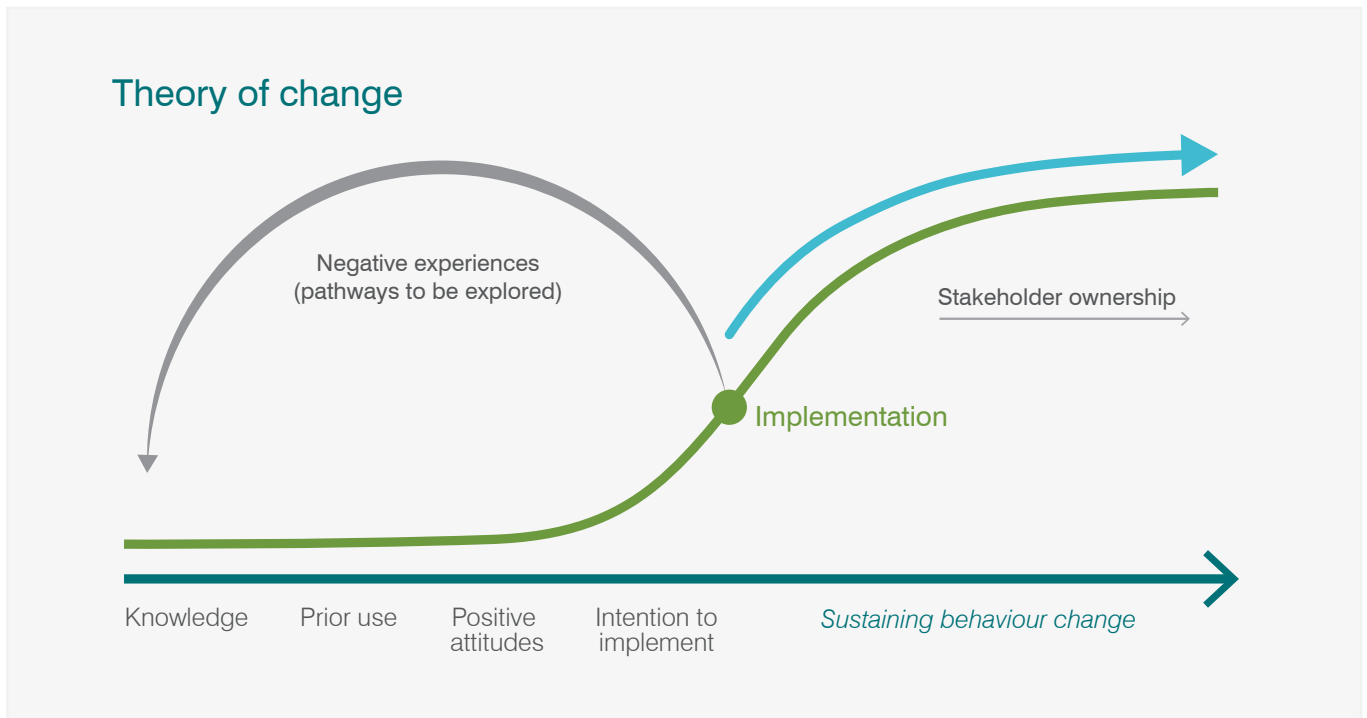 Theory of change
Negative experiences
(pathways to be explored)
Stakeholder ownership
Implementation
Knowledge
Prior use
Positive
attitudes
Intention to
implement
Sustaining behaviour change